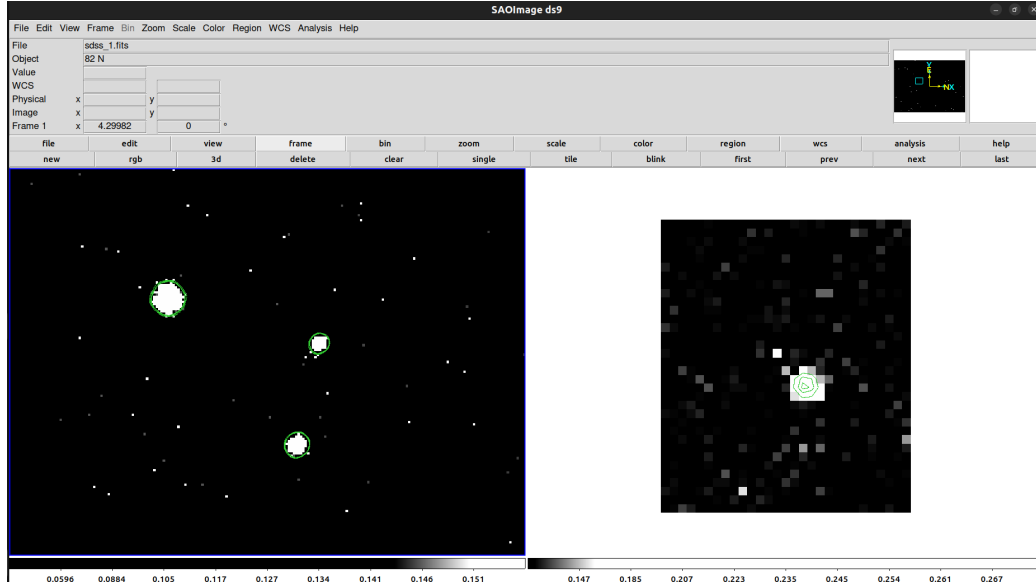 SAOImage ds9
File Edit View Frame Bin Zoom Scale Color Region WCS Analysis Help
File sdss_1.fits
Object 82 N
Value
WCS
Physical x y
Image x y
Frame 1 x 4.29982 0 °
Y
E
N X
file edit view frame bin zoom scale color region wcs analysis help
new rgb 3d delete clear single tile blink first prev next last
0.0596 0.0884 0.105 0.117 0.127 0.134 0.141 0.146 0.151 0.147 0.185 0.207 0.223 0.235 0.245 0.254 0.261 0.267